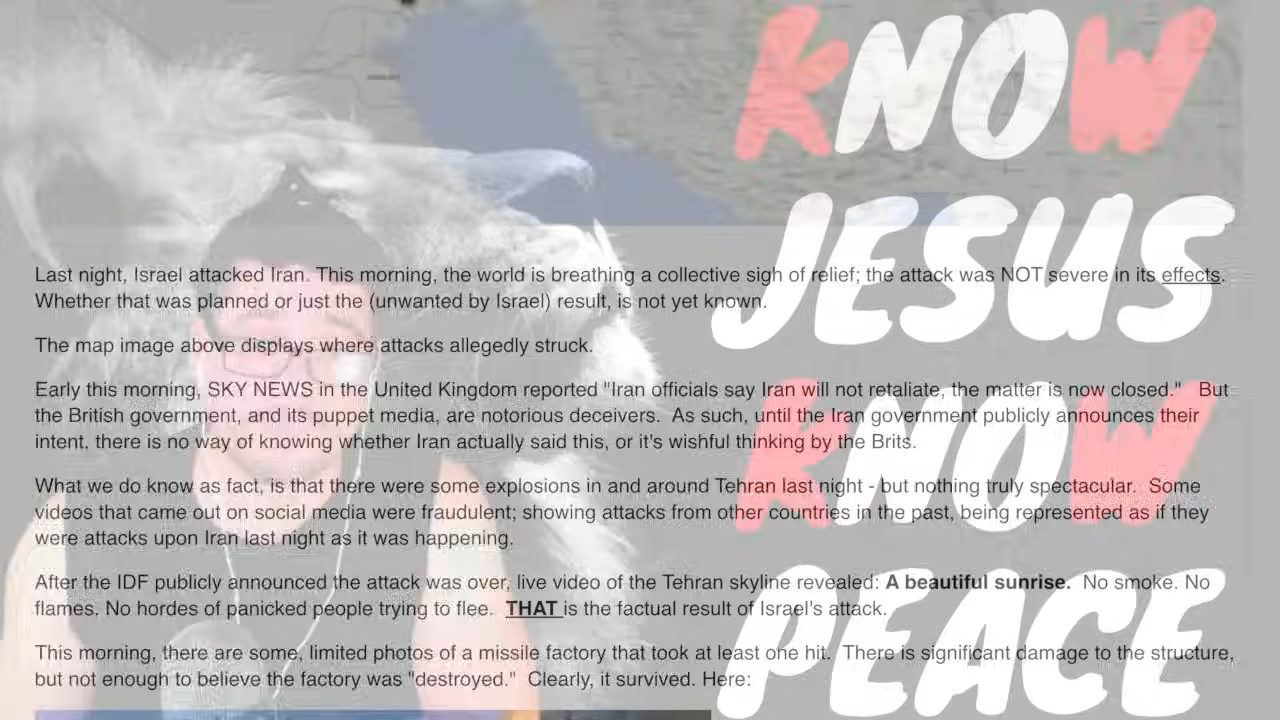 KNOW
JESUS
KNOW
PEACE
Last night, Israel attacked Iran. This morning, the world is breathing a collective sigh of relief; the attack was NOT severe in its effects.
Whether that was planned or just the (unwanted by Israel) result, is not yet known.
The map image above displays where attacks allegedly struck.
Early this morning, SKY NEWS in the United Kingdom reported "Iran officials say Iran will not retaliate, the matter is now closed." But
the British government, and its puppet media, are notorious deceivers. As such, until the Iran government publicly announces their
intent, there is no way of knowing whether Iran actually said this, or it's wishful thinking by the Brits.
What we do know as fact, is that there were some explosions in and around Tehran last night - but nothing truly spectacular. Some
videos that came out on social media were fraudulent; showing attacks from other countries in the past, being represented as if they
were attacks upon Iran last night as it was happening.
After the IDF publicly announced the attack was over, live video of the Tehran skyline revealed: A beautiful sunrise. No smoke. No
flames. No hordes of panicked people trying to flee. THAT is the factual result of Israel's attack.
This morning, there are some, limited photos of a missile factory that took at least one hit. There is significant damage to the structure,
but not enough to believe the factory was "destroyed." Clearly, it survived. Here: